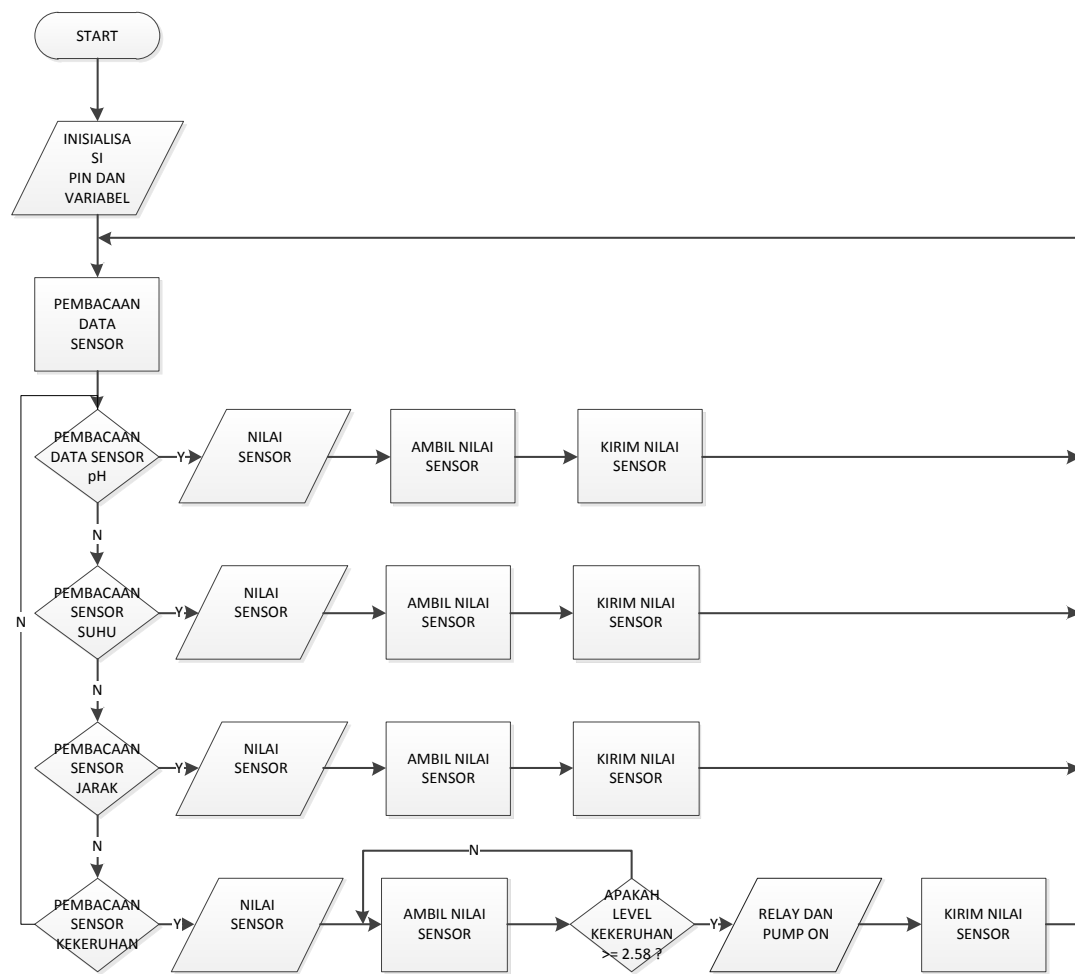 START
INISIALISA
SI
PIN DAN
VARIABEL
PEMBACAAN
DATA
SENSOR
PEMBACAAN
DATA SENSOR
pH
Y
NILAI
SENSOR
AMBIL NILAI
SENSOR
KIRIM NILAI
SENSOR
N
PEMBACAAN
SENSOR
SUHU
Y
NILAI
SENSOR
AMBIL NILAI
SENSOR
KIRIM NILAI
SENSOR
N
N
PEMBACAAN
SENSOR
JARAK
Y
NILAI
SENSOR
AMBIL NILAI
SENSOR
KIRIM NILAI
SENSOR
N
N
PEMBACAAN
SENSOR
KEKERUHAN
Y
NILAI
SENSOR
AMBIL NILAI
SENSOR
APAKAH
LEVEL
KEKERUHAN
>= 2.58 ?
Y
RELAY DAN
PUMP ON
KIRIM NILAI
SENSOR